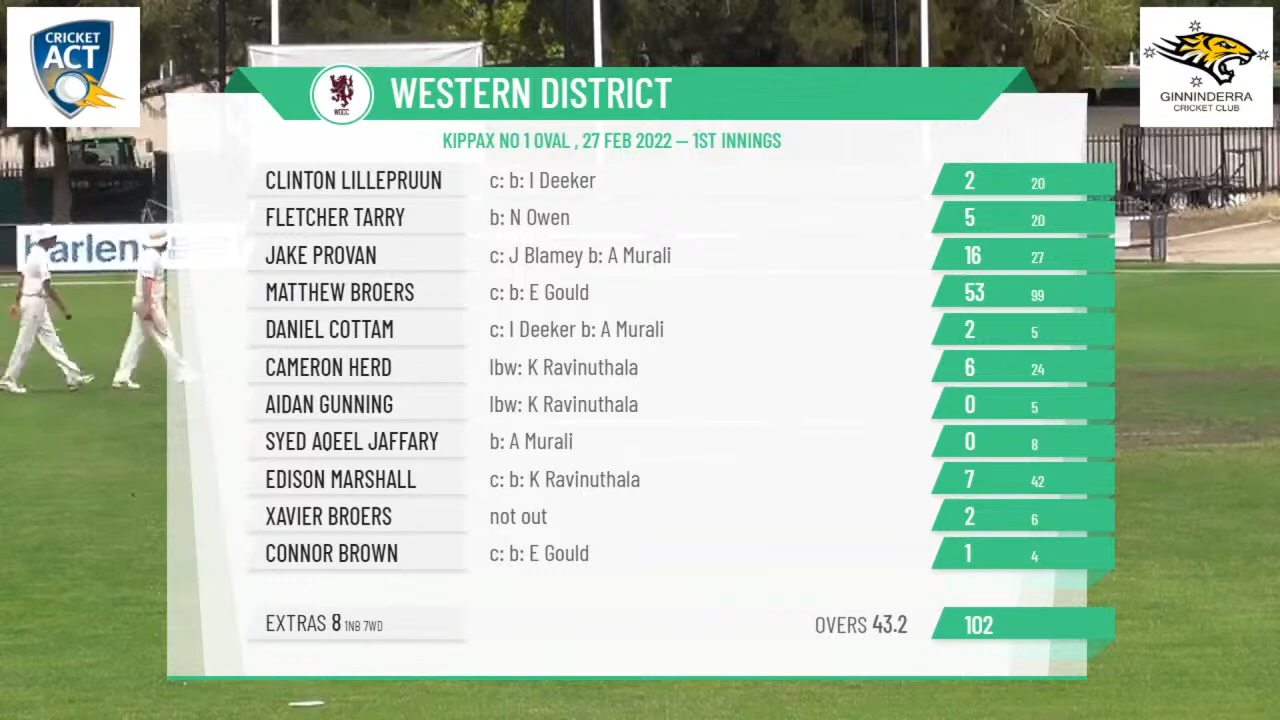 CRICKET
ACT
GINNINDERRA
CRICKET CLUB
WDCC
WESTERN DISTRICT
KIPPAX NO 1 OVAL , 27 FEB 2022 – 1ST INNINGS
CLINTON LILLEPRUUN c: b: I Deeker 2 20
FLETCHER TARRY b: N Owen 5 20
JAKE PROVAN c: J Blamey b: A Murali 16 27
MATTHEW BROERS c: b: E Gould 53 99
DANIEL COTTAM c: I Deeker b: A Murali 2 5
CAMERON HERD lbw: K Ravinuthala 6 24
AIDAN GUNNING lbw: K Ravinuthala 0 5
SYED AQEEL JAFFARY b: A Murali 0 8
EDISON MARSHALL c: b: K Ravinuthala 7 42
XAVIER BROERS not out 2 6
CONNOR BROWN c: b: E Gould 1 4
EXTRAS 8 1NB 7WD OVERS 43.2 102
harlen